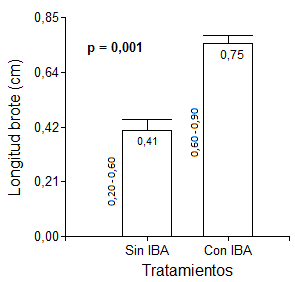 0,85
p = 0,001
0,64
0,75
0,42
0,41
0,60 - 0,90
0,20 - 0,60
0,21
0,00
Longitud brote (cm)
Sin IBA
Con IBA
Tratamientos